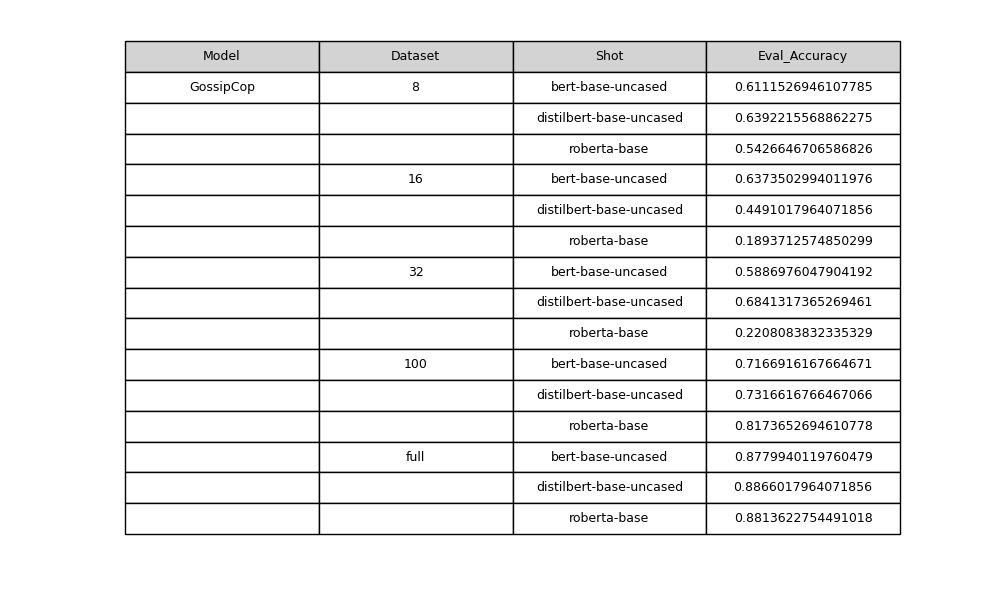 Model Dataset Shot Eval_Accuracy
GossipCop 8 bert-base-uncased 0.6111526946107785
distilbert-base-uncased 0.6392215568862275
roberta-base 0.5426646706586826
16 bert-base-uncased 0.6373502994011976
distilbert-base-uncased 0.4491017964071856
roberta-base 0.1893712574850299
32 bert-base-uncased 0.5886976047904192
distilbert-base-uncased 0.6841317365269461
roberta-base 0.2208083832335329
100 bert-base-uncased 0.7166916167664671
distilbert-base-uncased 0.7316616766467066
roberta-base 0.8173652694610778
full bert-base-uncased 0.8779940119760479
distilbert-base-uncased 0.8866017964071856
roberta-base 0.8813622754491018